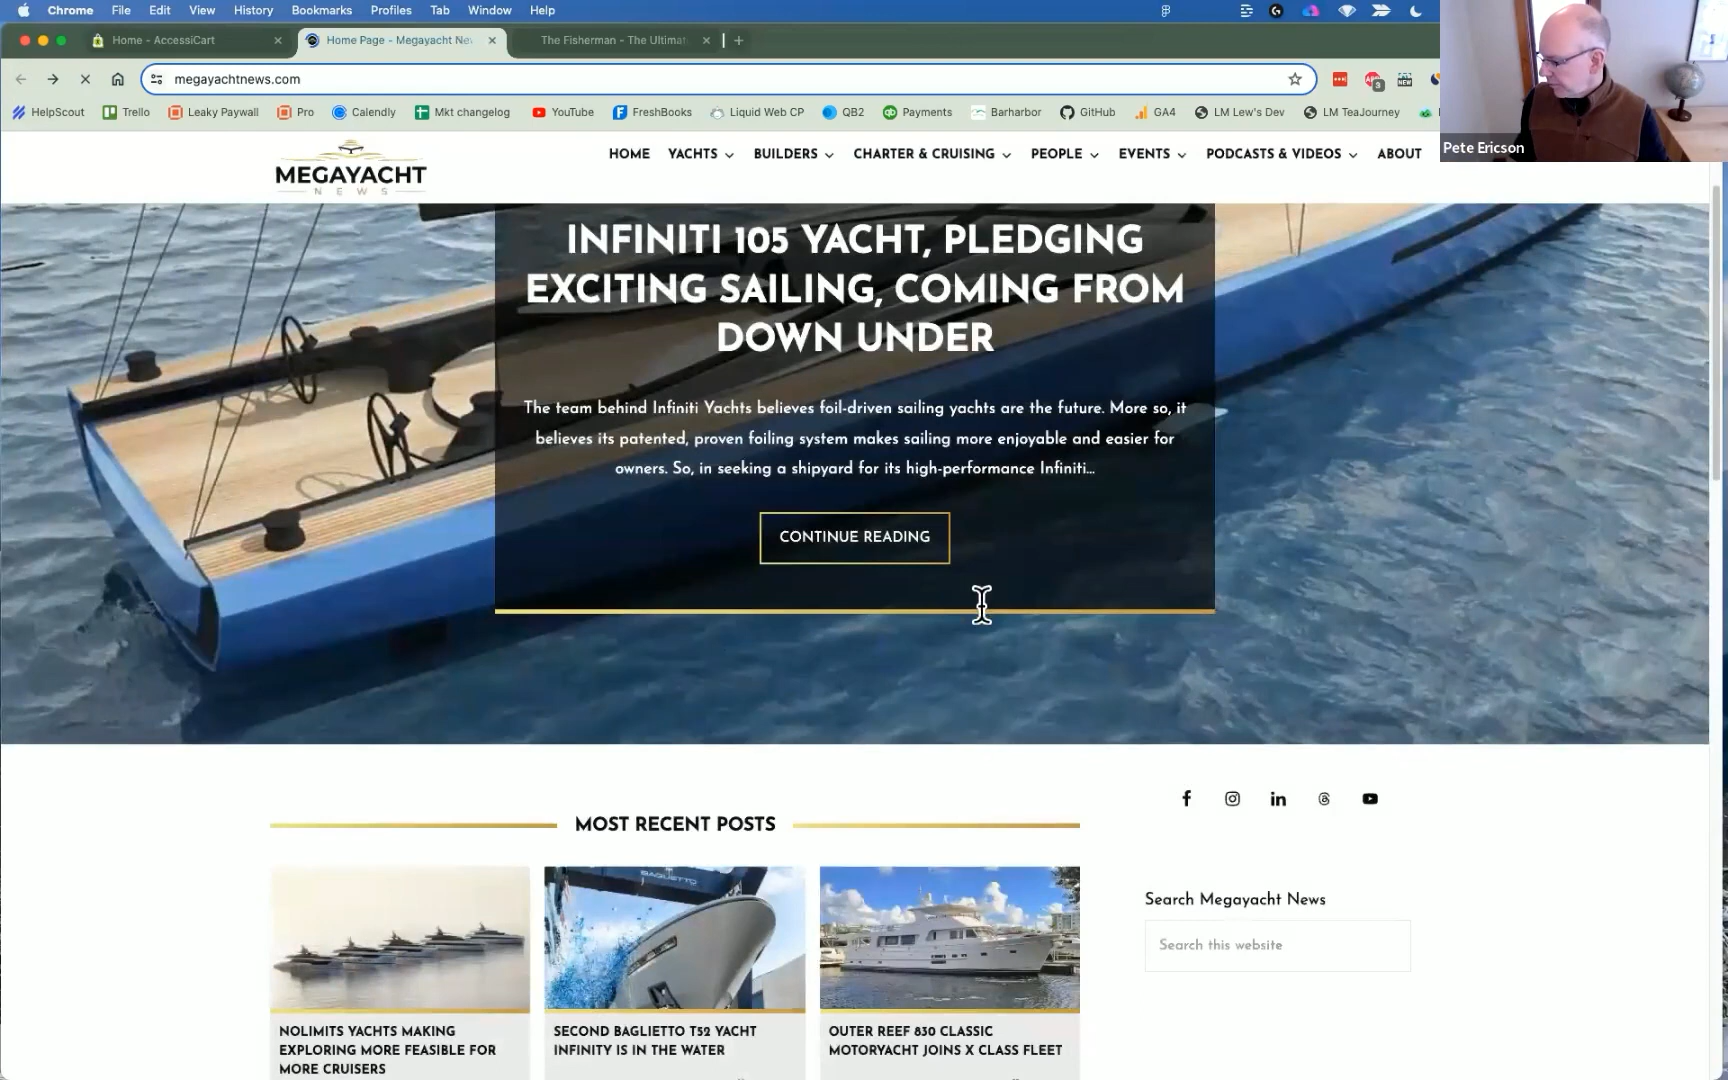 Chrome File Edit View History Bookmarks Profiles Tab Window Help
Home - AccessiCart
Home Page - Megayacht Ne
The Fisherman - The Ultimat
megayachtnews.com
3
NEW
HelpScout Trello Leaky Paywall Pro Calendly Mkt changelog YouTube FreshBooks Liquid Web CP QB2 Payments Barharbor GitHub GA4 LM Lew's Dev LM TeaJourney
Pete Ericson
MEGAYACHT
NEWS
HOME YACHTS BUILDERS CHARTER & CRUISING PEOPLE EVENTS PODCASTS & VIDEOS ABOUT
INFINITI 105 YACHT, PLEDGING
EXCITING SAILING, COMING FROM
DOWN UNDER
The team behind Infiniti Yachts believes foil-driven sailing yachts are the future. More so, it
believes its patented, proven foiling system makes sailing more enjoyable and easier for
owners. So, in seeking a shipyard for its high-performance Infiniti...
CONTINUE READING
MOST RECENT POSTS
Search Megayacht News
Search this website
BAGLIETTO
NOLIMITS YACHTS MAKING
EXPLORING MORE FEASIBLE FOR
MORE CRUISERS
SECOND BAGLIETTO T52 YACHT
INFINITY IS IN THE WATER
OUTER REEF 830 CLASSIC
MOTORYACHT JOINS X CLASS FLEET